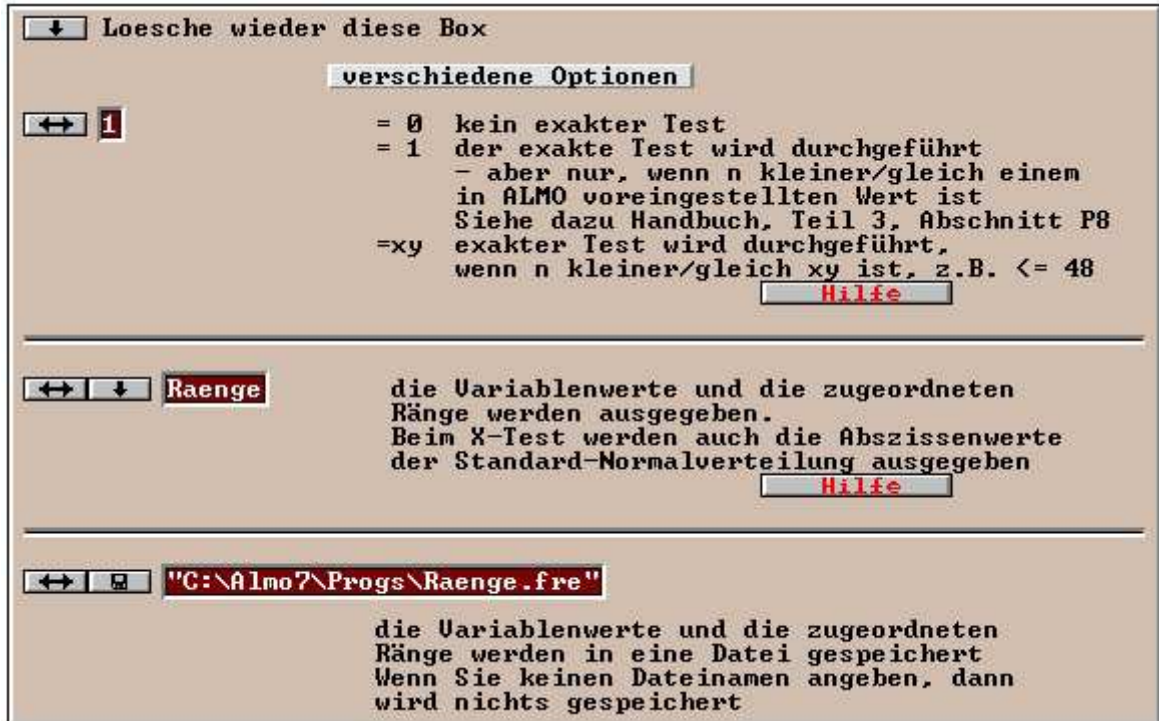 Loesche wieder diese Box
verschiedene Optionen
1 = 0 kein exakter Test
= 1 der exakte Test wird durchgeführt
- aber nur, wenn n kleiner/gleich einem
in ALMO voreingestellten Wert ist
Siehe dazu Handbuch, Teil 3, Abschnitt P8
=xy exakter Test wird durchgeführt,
wenn n kleiner/gleich xy ist, z.B. <= 48
Hilfe
Raenge die Variablenwerte und die zugeordneten
Ränge werden ausgegeben.
Beim X-Test werden auch die Abszissenwerte
der Standard-Normalverteilung ausgegeben
Hilfe
"C:\Almo7\Progs\Raenge.fre"
die Variablenwerte und die zugeordneten
Ränge werden in eine Datei gespeichert
Wenn Sie keinen Dateinamen angeben, dann
wird nichts gespeichert